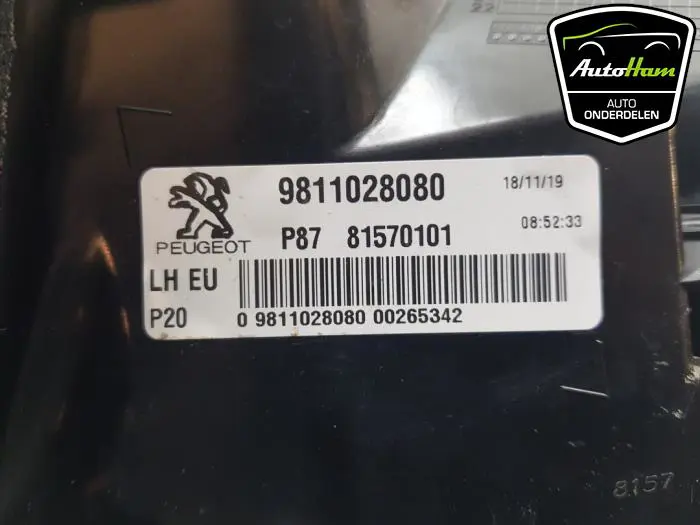 22
AutoHam
AUTO
ONDERDELEN
9811028080 18/11/19
PEUGEOT P87 81570101 08:52:33
LH EU
P20 0 9811028080 00265342
8157